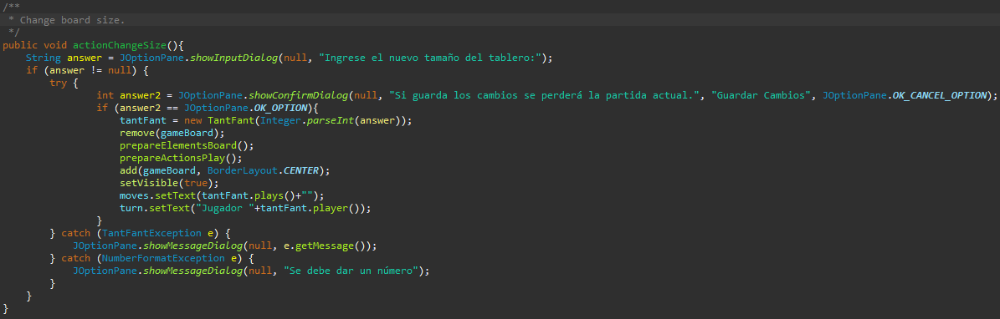 /**
 * Change board size.
 */
public void actionChangeSize(){
    String answer = JOptionPane.showInputDialog(null, "Ingrese el nuevo tamaño del tablero:");
    if (answer != null) {
        try {
                int answer2 = JOptionPane.showConfirmDialog(null, "Si guarda los cambios se perderá la partida actual.", "Guardar Cambios", JOptionPane.OK_CANCEL_OPTION);
                if (answer2 == JOptionPane.OK_OPTION){
                    tantFant = new TantFant(Integer.parseInt(answer));
                    remove(gameBoard);
                    prepareElementsBoard();
                    prepareActionsPlay();
                    add(gameBoard, BorderLayout.CENTER);
                    setVisible(true);
                    moves.setText(tantFant.plays()+"");
                    turn.setText("Jugador "+tantFant.player());
                }
        } catch (TantFantException e) {
            JOptionPane.showMessageDialog(null, e.getMessage());
        } catch (NumberFormatException e) {
            JOptionPane.showMessageDialog(null, "Se debe dar un número");
        }
    }
}